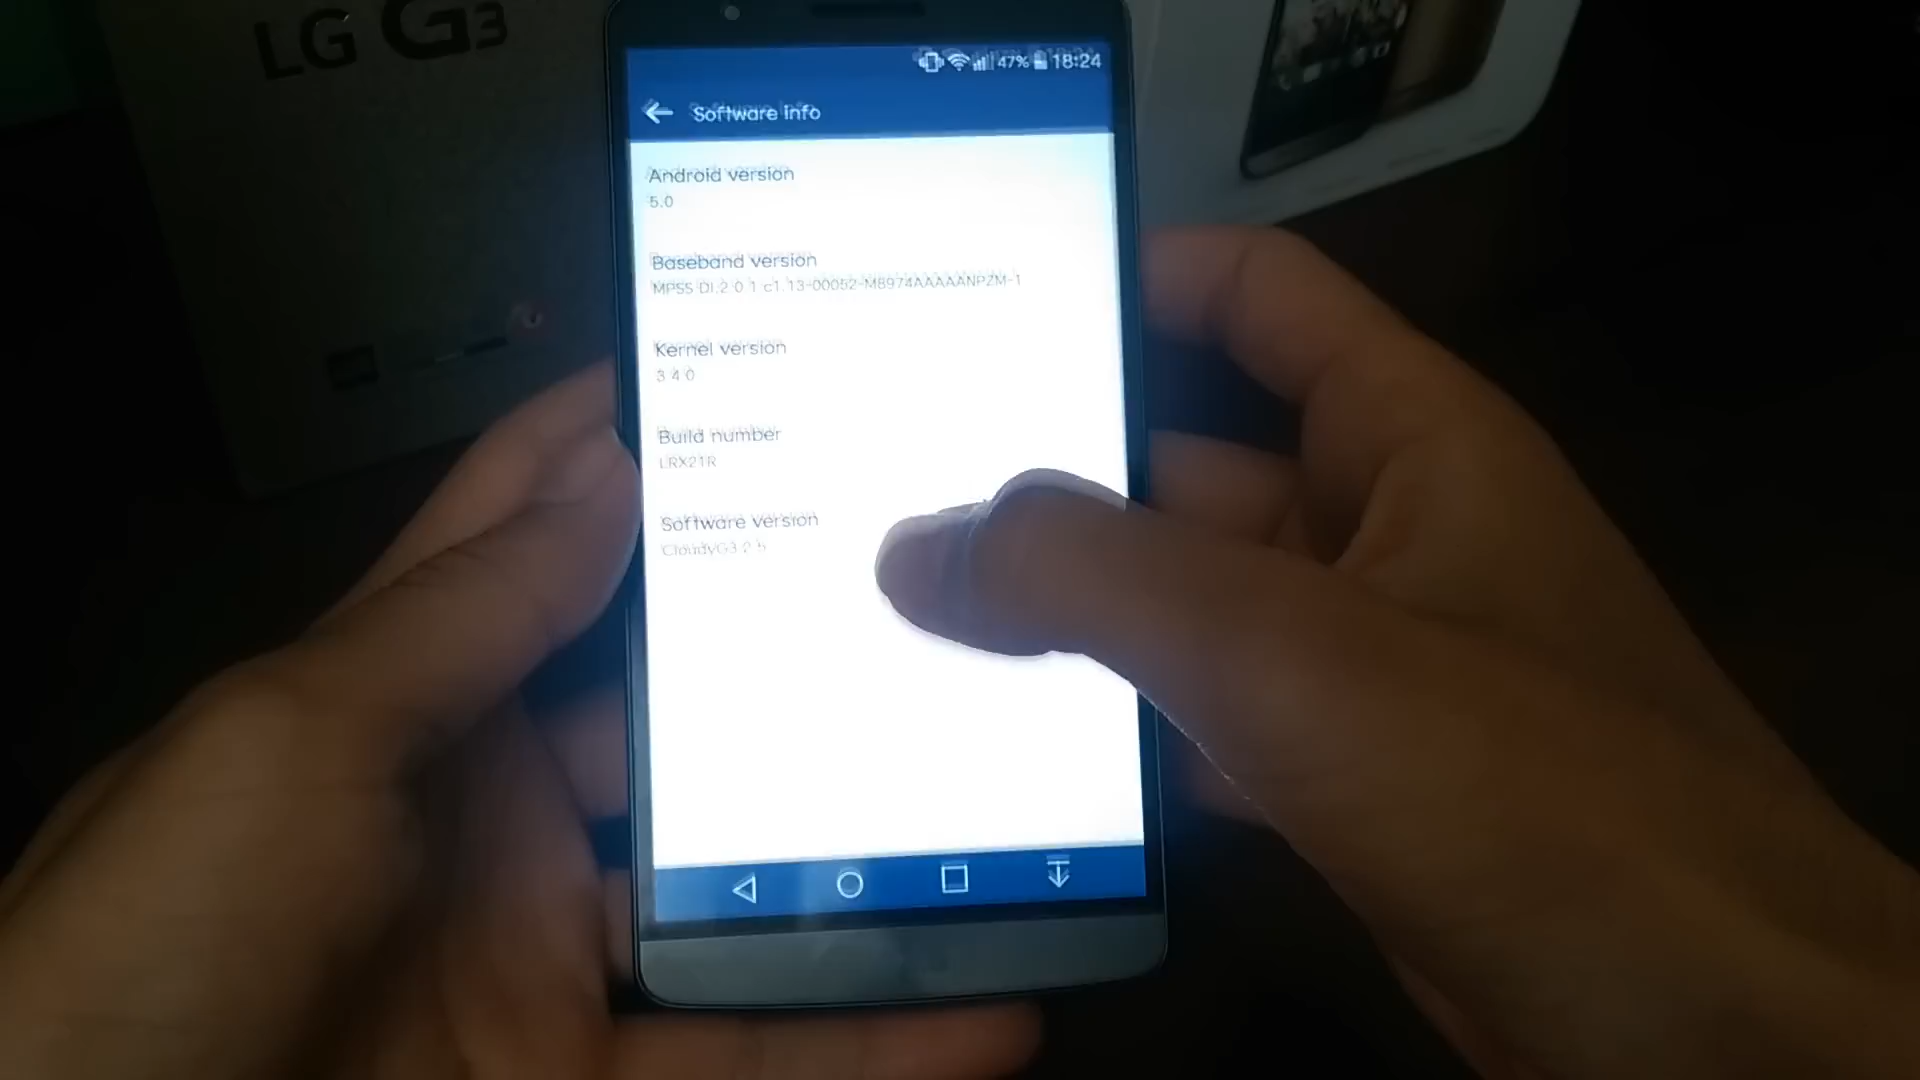 LG G3
47% 18:24
Software info
Android version
5.0
Baseband version
MPSS.DI.2.0.1.c1.13-00052-M8974AAAAANPZM-1
Kernel version
3.4.0
Build number
LRX21R
Software version
CloudyG3 2.5